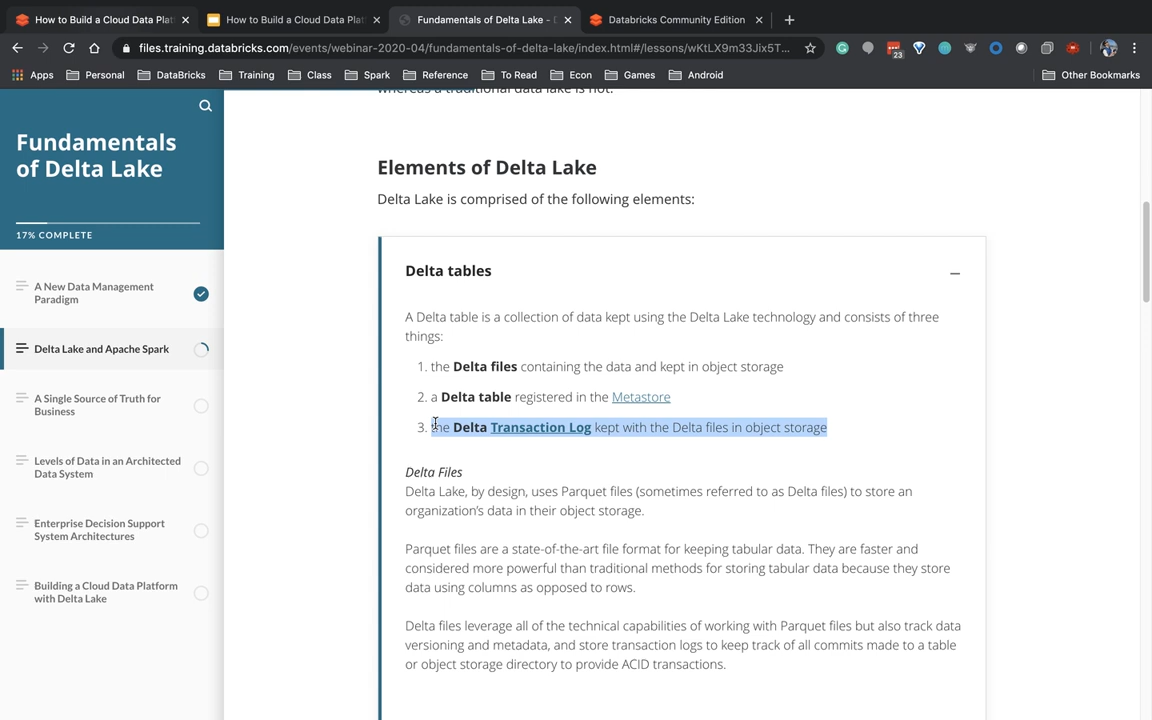 How to Build a Cloud Data Plat
How to Build a Cloud Data Plat
Fundamentals of Delta Lake -
Databricks Community Edition
files.training.databricks.com/events/webinar-2020-04/fundamentals-of-delta-lake/index.html#/lessons/wKtLX9m33Jix5T...
23
Apps
Personal
DataBricks
Training
Class
Spark
Reference
To Read
Econ
Games
Android
Other Bookmarks
Fundamentals
of Delta Lake
17% COMPLETE
A New Data Management
Paradigm
Delta Lake and Apache Spark
A Single Source of Truth for
Business
Levels of Data in an Architected
Data System
Enterprise Decision Support
System Architectures
Building a Cloud Data Platform
with Delta Lake
whereas a traditional data lake is not.
Elements of Delta Lake
Delta Lake is comprised of the following elements:
Delta tables
A Delta table is a collection of data kept using the Delta Lake technology and consists of three
things:
1. the Delta files containing the data and kept in object storage
2. a Delta table registered in the Metastore
3. the Delta Transaction Log kept with the Delta files in object storage
Delta Files
Delta Lake, by design, uses Parquet files (sometimes referred to as Delta files) to store an
organization's data in their object storage.
Parquet files are a state-of-the-art file format for keeping tabular data. They are faster and
considered more powerful than traditional methods for storing tabular data because they store
data using columns as opposed to rows.
Delta files leverage all of the technical capabilities of working with Parquet files but also track data
versioning and metadata, and store transaction logs to keep track of all commits made to a table
or object storage directory to provide ACID transactions.